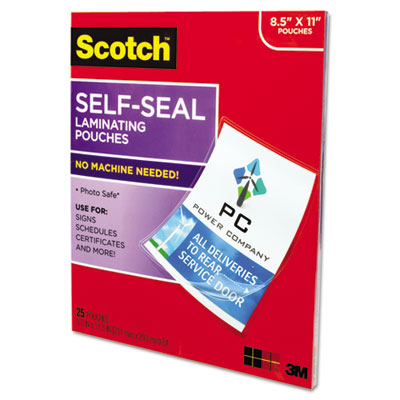 8.5" X 11"
POUCHES
Scotch
SELF-SEAL
LAMINATING
POUCHES
NO MACHINE NEEDED!
• Photo Safe*
USE FOR:
SIGNS
SCHEDULES
CERTIFICATES
AND MORE!
PC
POWER COMPANY
ALL DELIVERIES
TO REAR
SERVICE DOOR
25 POUCHES
3M